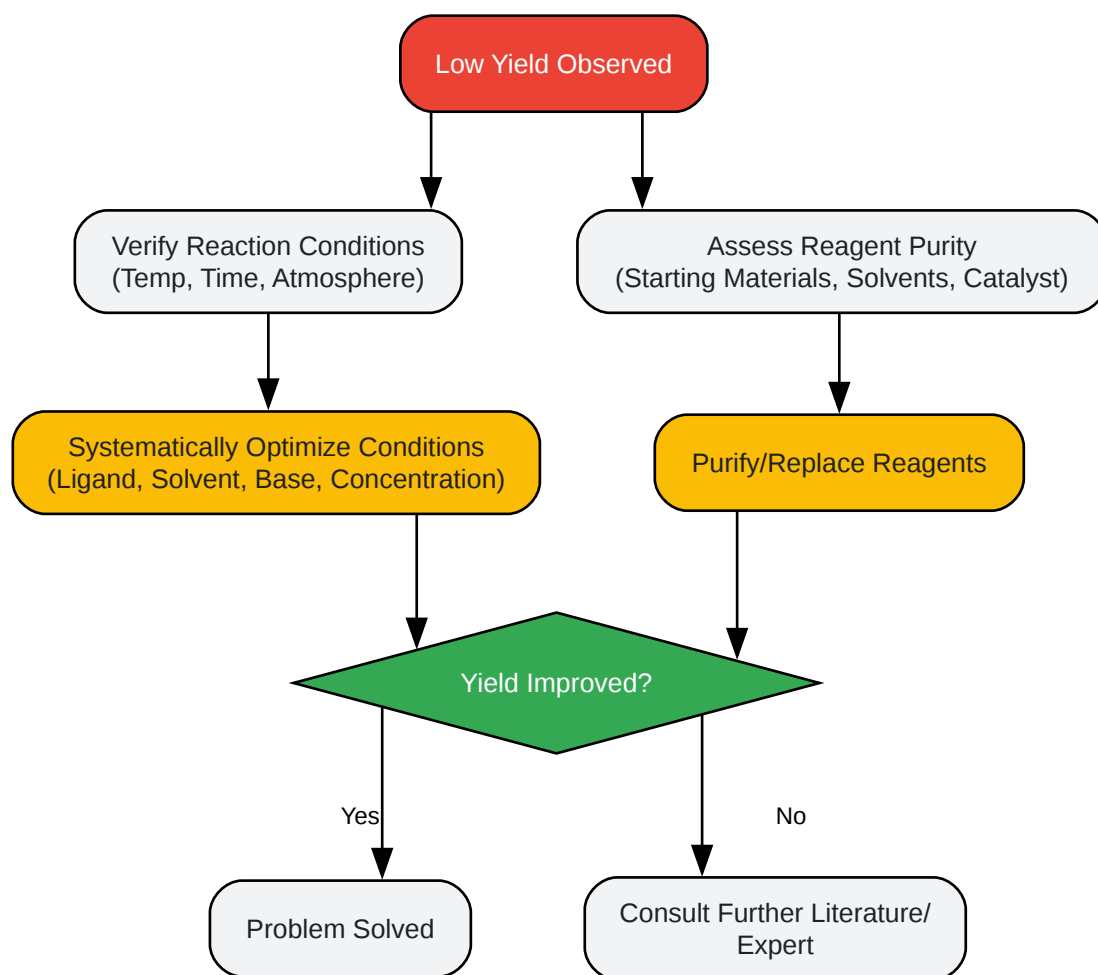 Low Yield Observed
Verify Reaction Conditions
(Temp, Time, Atmosphere)
Assess Reagent Purity
(Starting Materials, Solvents, Catalyst)
Systematically Optimize Conditions
(Ligand, Solvent, Base, Concentration)
Purify/Replace Reagents
Yield Improved?
Yes
No
Problem Solved
Consult Further Literature/
Expert